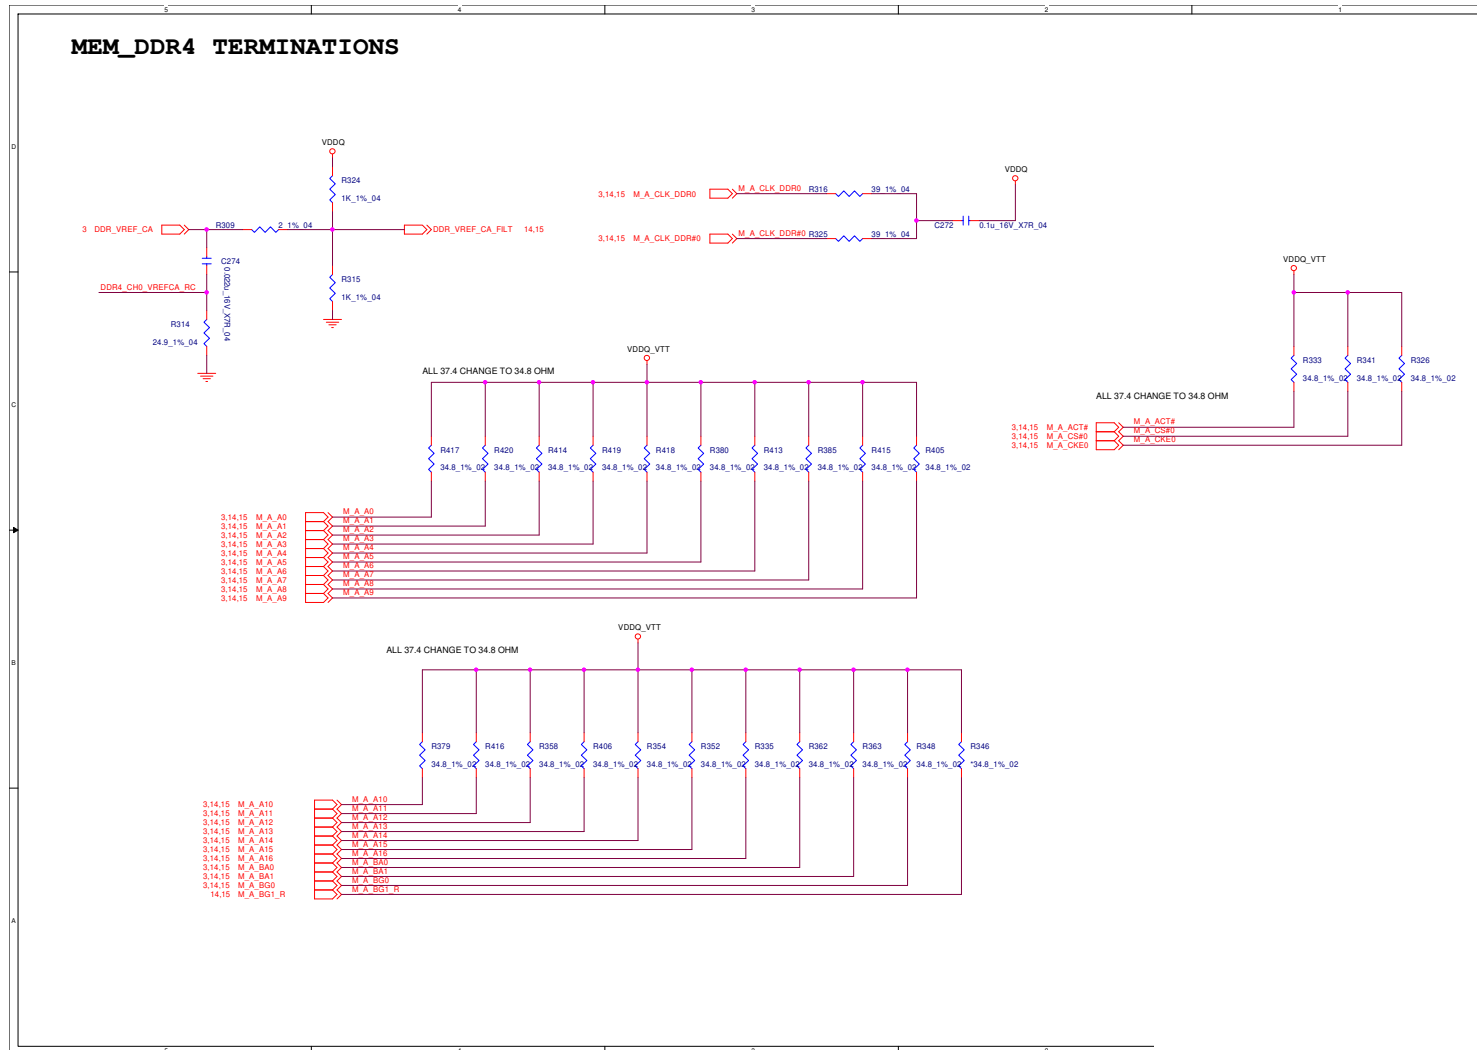 5 4 3 2 1
MEM_DDR4 TERMINATIONS
D
VDDQ
R324
1K_1%_04
3 DDR_VREF_CA
R309 2_1%_04
DDR_VREF_CA_FILT 14,15
C274
0.022u_16V_X7R_04
DDR4_CH0_VREFCA_RC
R315
1K_1%_04
R314
24.9_1%_04
3,14,15 M_A_CLK_DDR0 M_A_CLK_DDR0 R316 39_1%_04
VDDQ
C272 0.1u_16V_X7R_04
3,14,15 M_A_CLK_DDR#0 M_A_CLK_DDR#0 R325 39_1%_04
VDDQ_VTT
R333 R341 R326
34.8_1%_02 34.8_1%_02 34.8_1%_02
ALL 37.4 CHANGE TO 34.8 OHM
3,14,15 M_A_ACT# M_A_ACT#
3,14,15 M_A_CS#0 M_A_CS#0
3,14,15 M_A_CKE0 M_A_CKE0
C
VDDQ_VTT
ALL 37.4 CHANGE TO 34.8 OHM
R417 R420 R414 R419 R418 R380 R413 R385 R415 R405
34.8_1%_02 34.8_1%_02 34.8_1%_02 34.8_1%_02 34.8_1%_02 34.8_1%_02 34.8_1%_02 34.8_1%_02 34.8_1%_02 34.8_1%_02
3,14,15 M_A_A0 M_A_A0
3,14,15 M_A_A1 M_A_A1
3,14,15 M_A_A2 M_A_A2
3,14,15 M_A_A3 M_A_A3
3,14,15 M_A_A4 M_A_A4
3,14,15 M_A_A5 M_A_A5
3,14,15 M_A_A6 M_A_A6
3,14,15 M_A_A7 M_A_A7
3,14,15 M_A_A8 M_A_A8
3,14,15 M_A_A9 M_A_A9
B
VDDQ_VTT
ALL 37.4 CHANGE TO 34.8 OHM
R379 R416 R358 R406 R354 R352 R335 R362 R363 R348 R346
34.8_1%_02 34.8_1%_02 34.8_1%_02 34.8_1%_02 34.8_1%_02 34.8_1%_02 34.8_1%_02 34.8_1%_02 34.8_1%_02 34.8_1%_02 *34.8_1%_02
3,14,15 M_A_A10 M_A_A10
3,14,15 M_A_A11 M_A_A11
3,14,15 M_A_A12 M_A_A12
3,14,15 M_A_A13 M_A_A13
3,14,15 M_A_A14 M_A_A14
3,14,15 M_A_A15 M_A_A15
3,14,15 M_A_A16 M_A_A16
3,14,15 M_A_BA0 M_A_BA0
3,14,15 M_A_BA1 M_A_BA1
3,14,15 M_A_BG0 M_A_BG0
14,15 M_A_BG1_R M_A_BG1_R
A